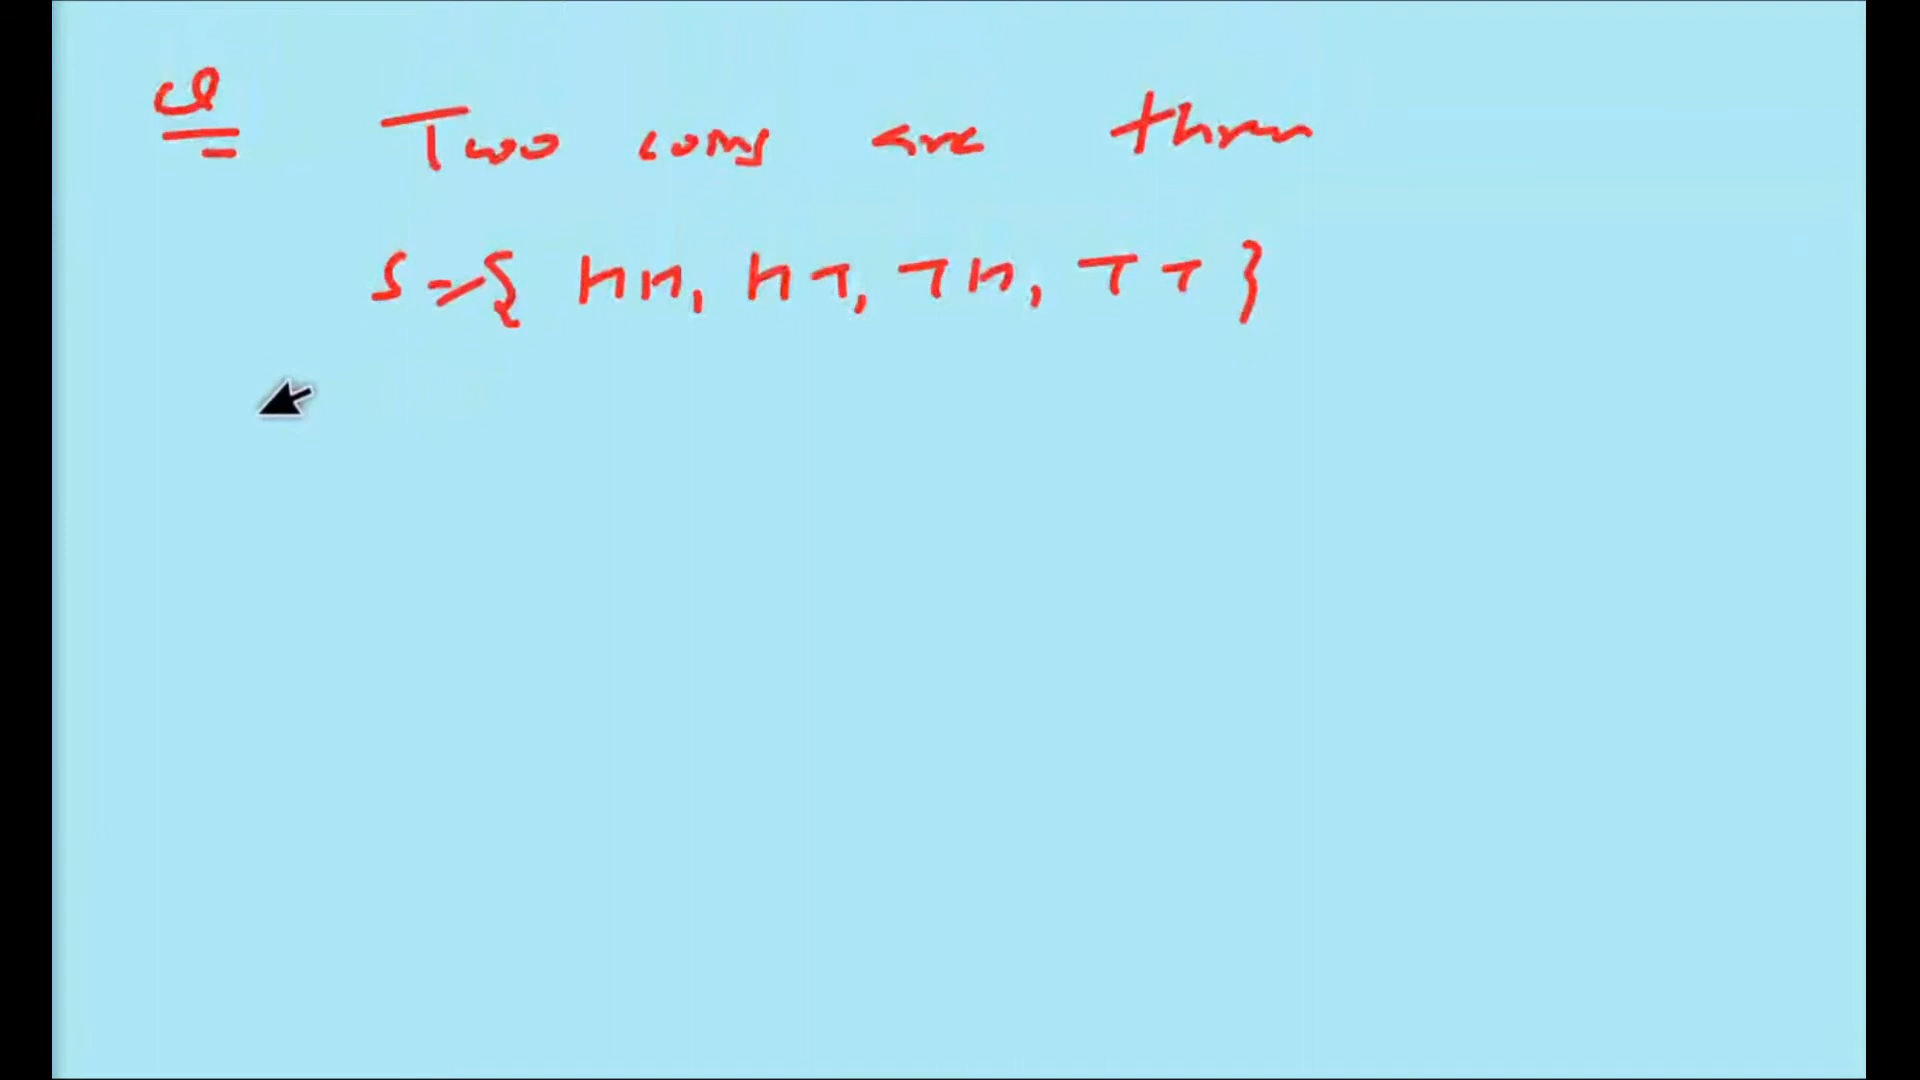 Q Two coins are thrown
S = { HH, HT, TH, TT }